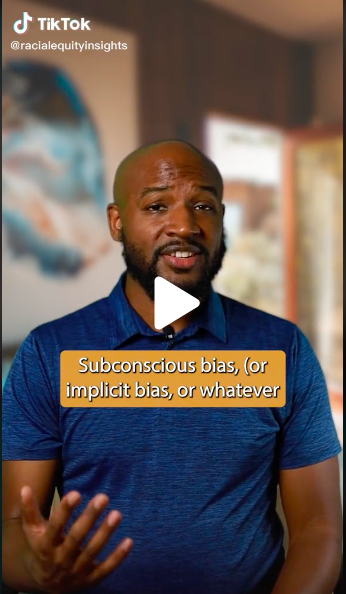 TikTok
@racialequityinsights
Subconscious bias, (or
implicit bias, or whatever